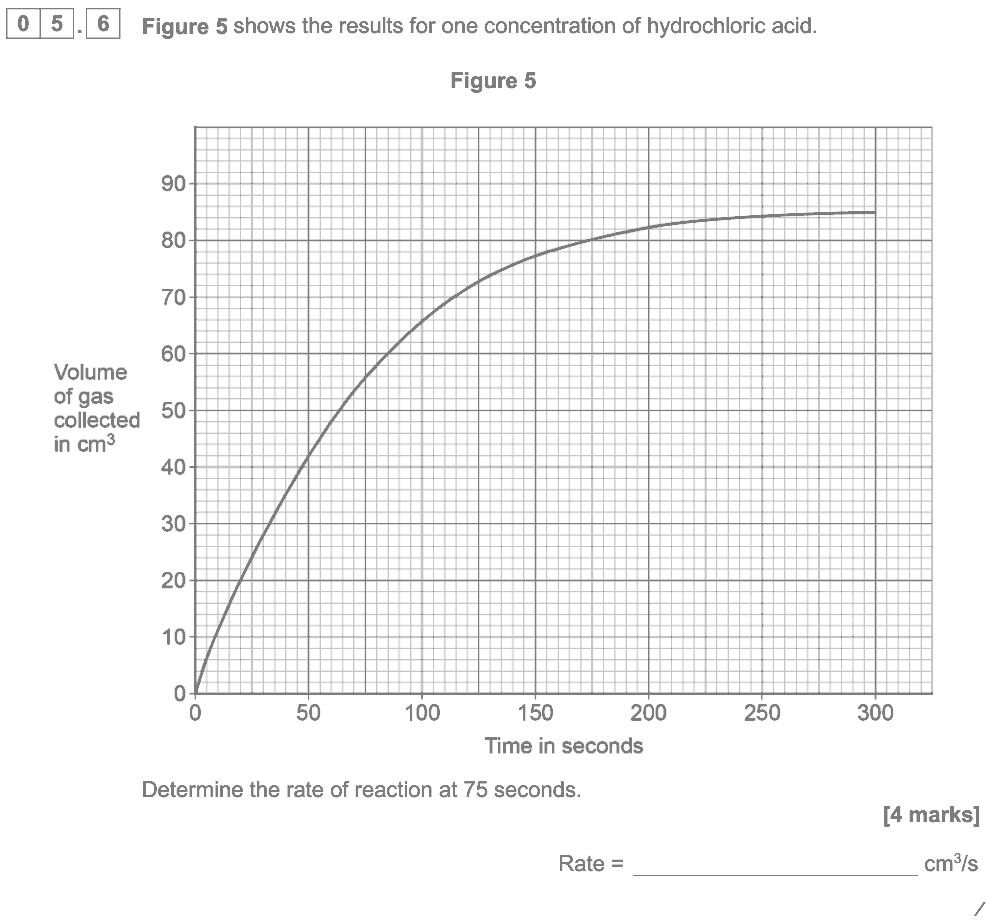 0 5 . 6 Figure 5 shows the results for one concentration of hydrochloric acid.
Figure 5
90
80
70
60
Volume
of gas
collected
in cm³
50
40
30
20
10
0
0 50 100 150 200 250 300
Time in seconds
Determine the rate of reaction at 75 seconds.
[4 marks]
Rate = ______________ cm³/s